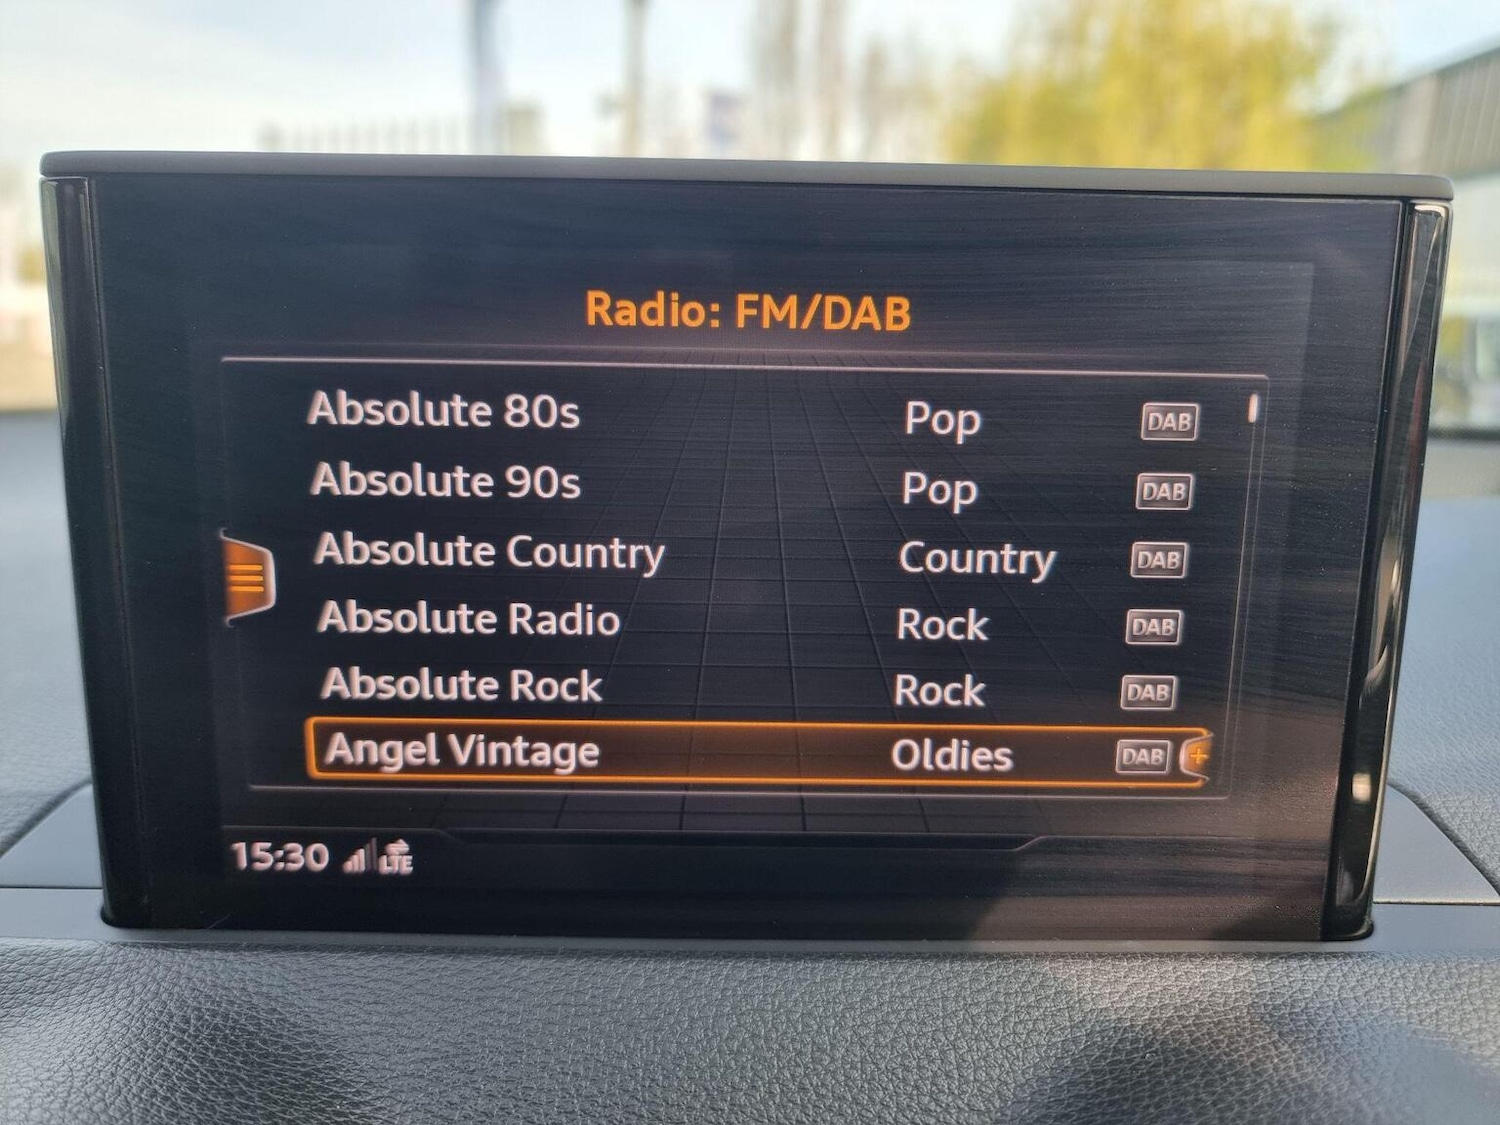 Radio: FM/DAB
Absolute 80s Pop DAB
Absolute 90s Pop DAB
Absolute Country Country DAB
Absolute Radio Rock DAB
Absolute Rock Rock DAB
Angel Vintage Oldies DAB +
15:30 LTE